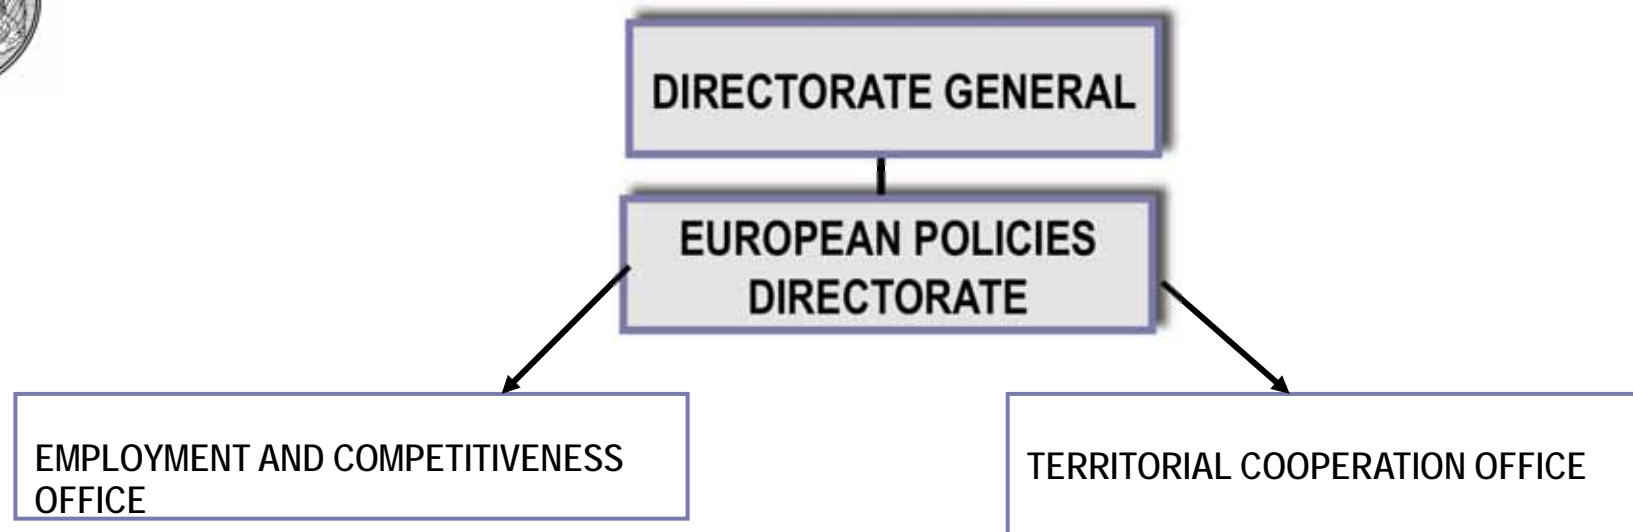 DIRECTORATE GENERAL
EUROPEAN POLICIES
DIRECTORATE
EMPLOYMENT AND COMPETITIVENESS
OFFICE
TERRITORIAL COOPERATION OFFICE